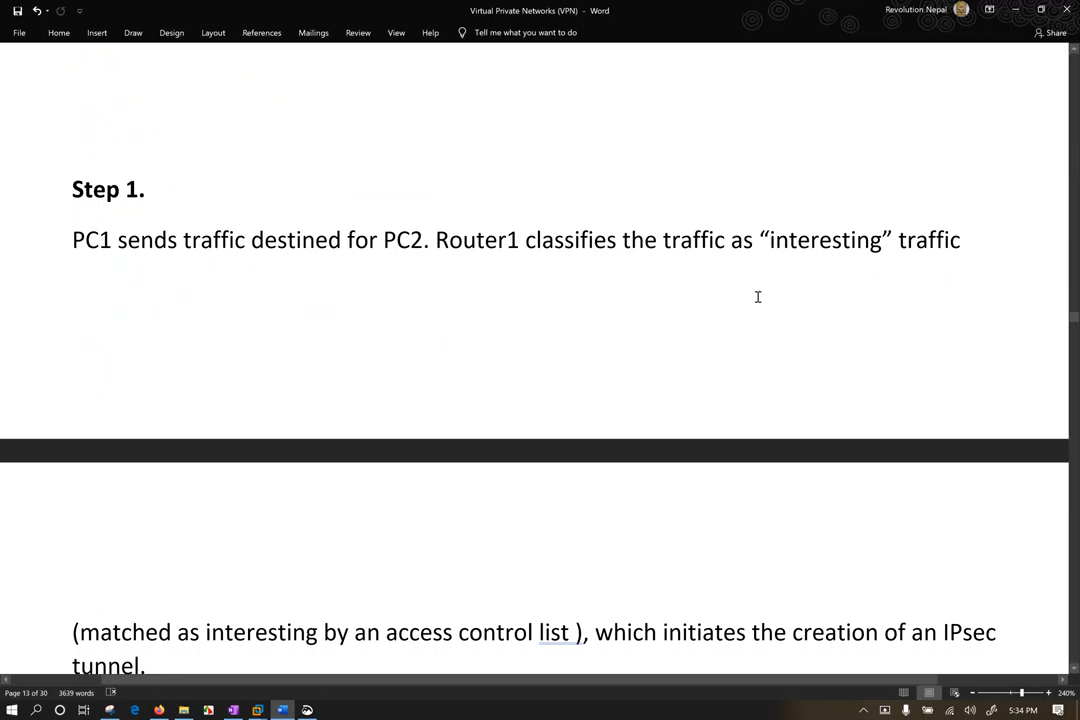 Virtual Private Networks (VPN) - Word
Revolution Nepal
File Home Insert Draw Design Layout References Mailings Review View Help Tell me what you want to do Share
Step 1.
PC1 sends traffic destined for PC2. Router1 classifies the traffic as “interesting” traffic
(matched as interesting by an access control list ), which initiates the creation of an IPsec
tunnel.
Page 13 of 30 3639 words 240%
5:34 PM